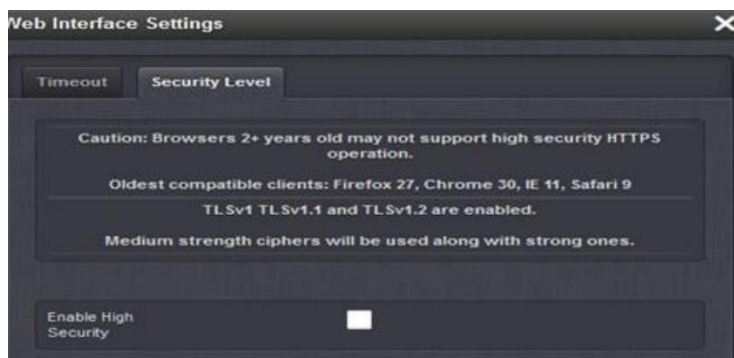 Web Interface Settings
Timeout
Security Level
Caution: Browsers 2+ years old may not support high security HTTPS
operation.
Oldest compatible clients: Firefox 27, Chrome 30, IE 11, Safari 9
TLSv1 TLSv1.1 and TLSv1.2 are enabled.
Medium strength ciphers will be used along with strong ones.
Enable High
Security